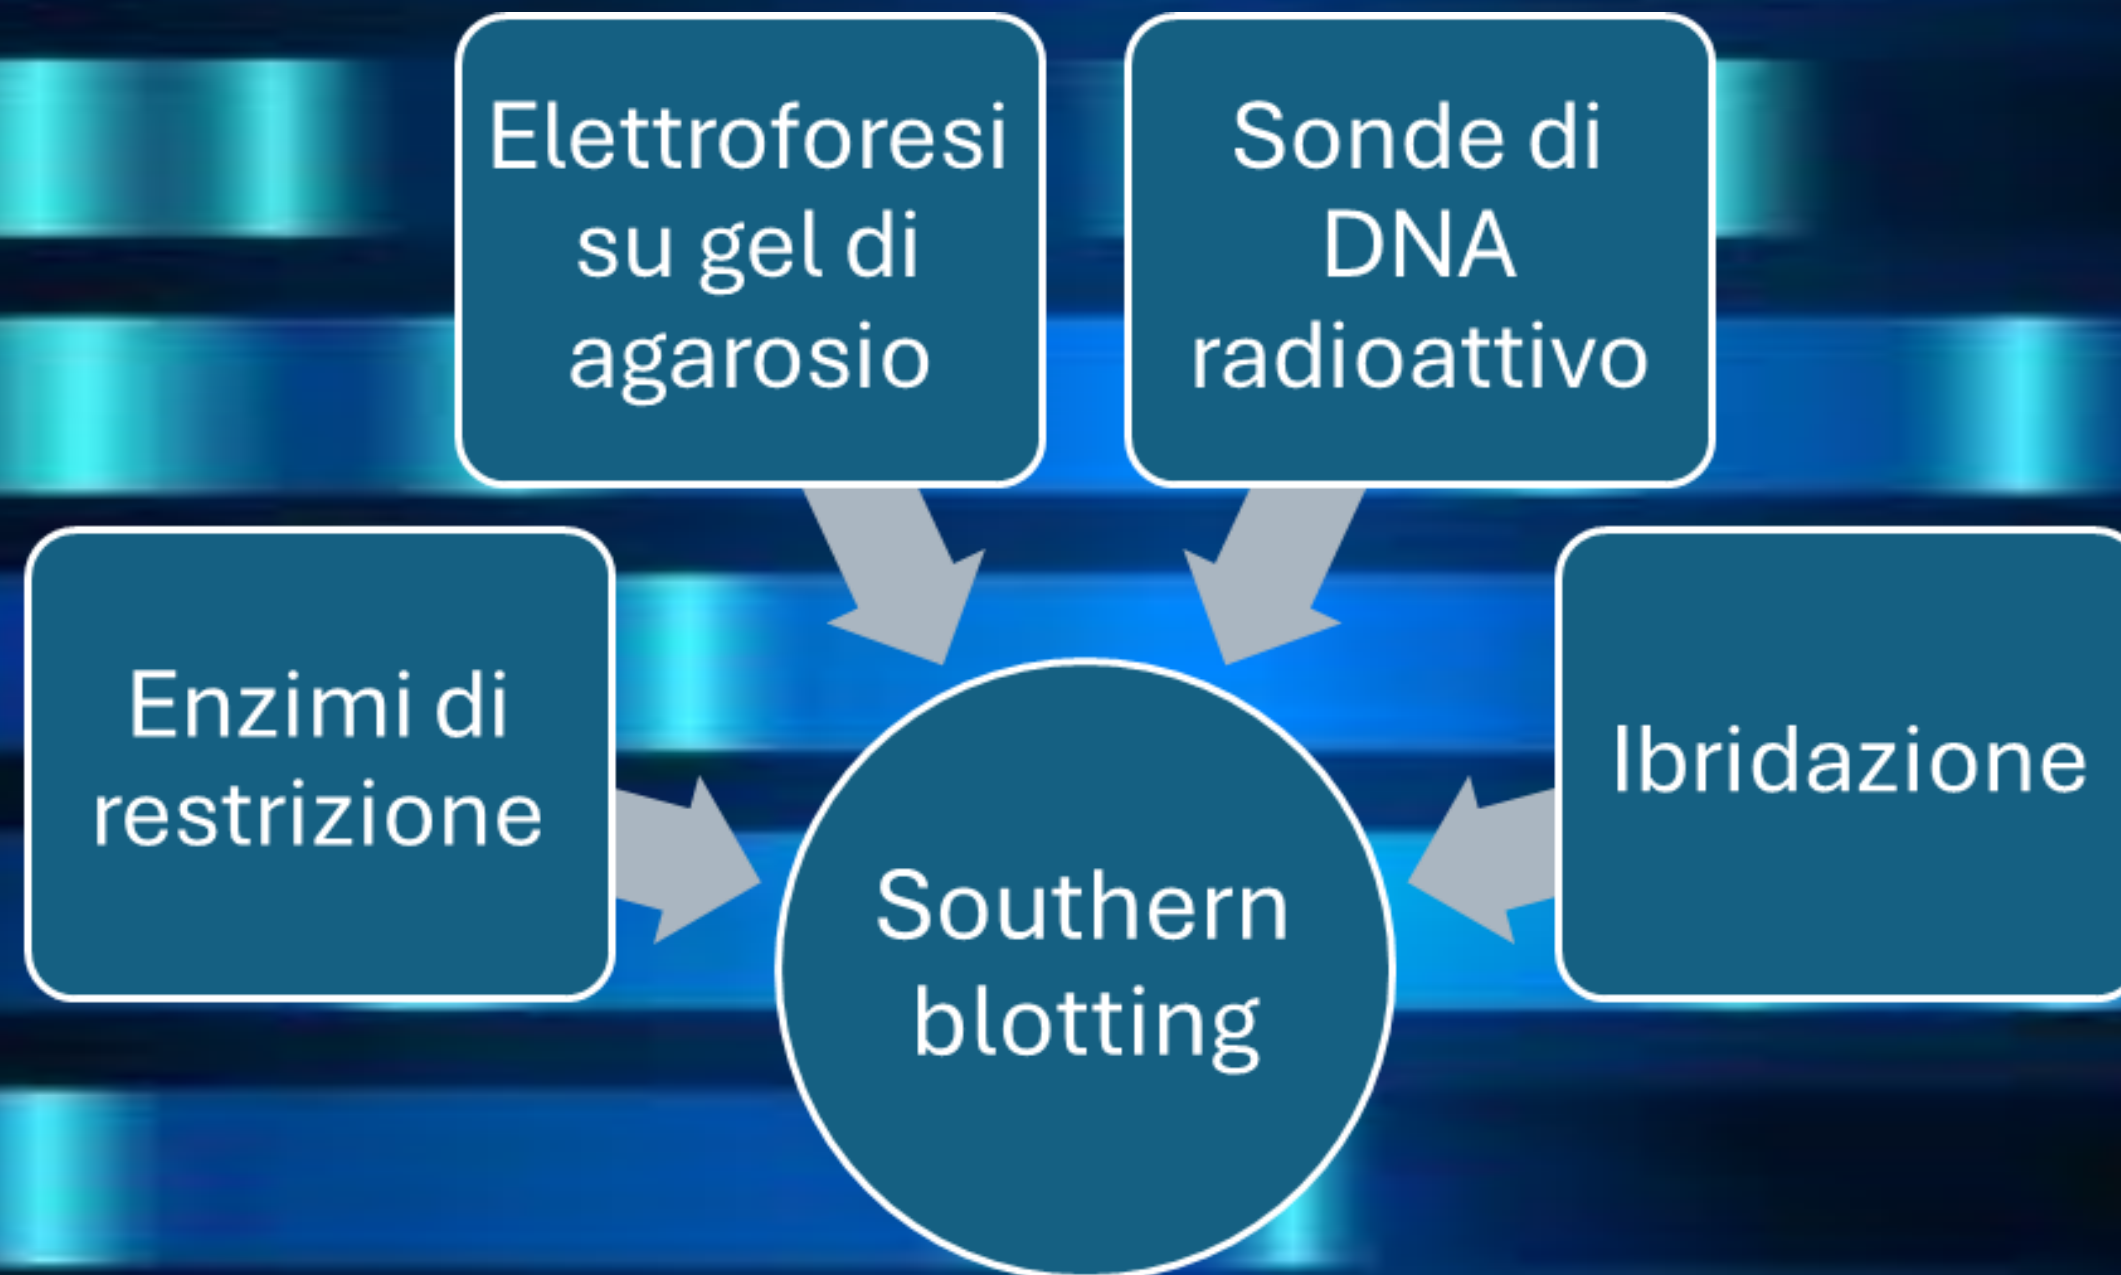 Elettroforesi
su gel di
agarosio
Sonde di
DNA
radioattivo
Enzimi di
restrizione
Ibridazione
Southern
blotting